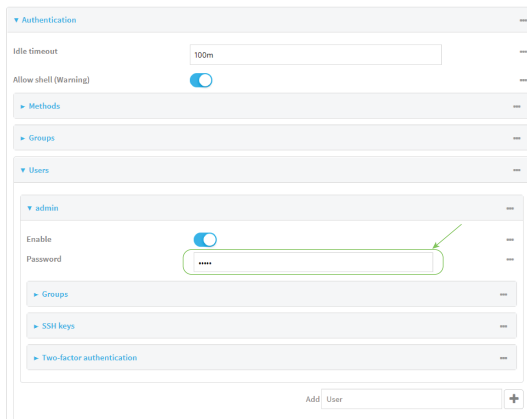 Authentication
Idle timeout 100m
Allow shell (Warning)
Methods
Groups
Users
admin
Enable
Password •••••
Groups
SSH keys
Two-factor authentication
Add User